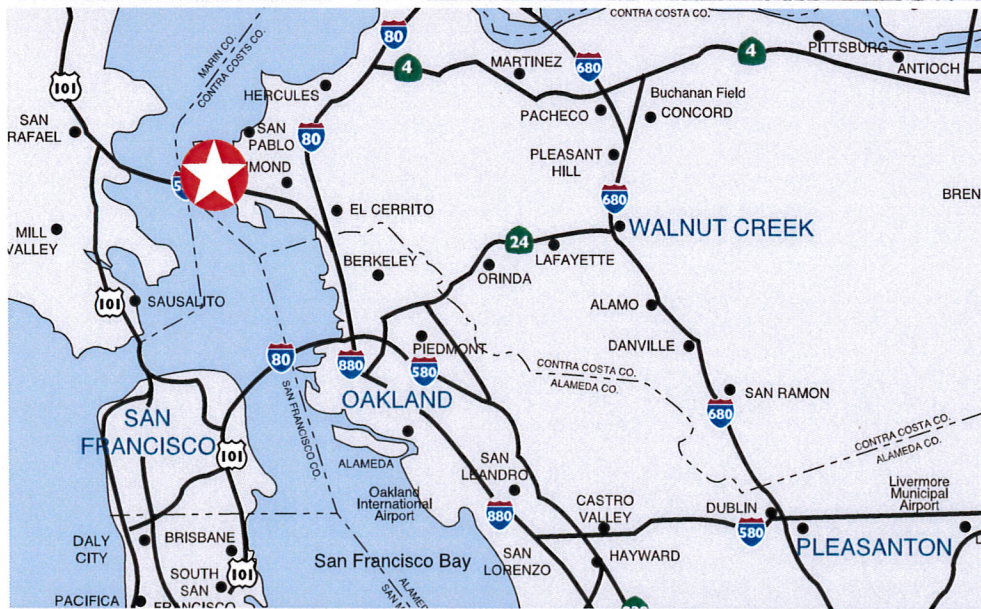 CONTRA COSTA CO.
80
PITTSBURG
4
4
MARTINEZ
680
ANTIOCH
MARIN CO.
CONTRA COSTS CO.
101
HERCULES
Buchanan Field
CONCORD
PACHECO
SAN
RAFAEL
SAN
PABLO
80
MOND
PLEASANT
HILL
680
BREN
EL CERRITO
WALNUT CREEK
MILL
VALLEY
24
LAFAYETTE
BERKELEY
ORINDA
101
SAUSALITO
ALAMO
PIEDMONT
DANVILLE
80
880
580
CONTRA COSTA CO.
ALAMEDA CO.
SAN RAMON
OAKLAND
680
SAN
FRANCISCO
SAN FRANCISCO CO.
101
CONTRA COSTA CO.
ALAMEDA CO.
ALAMEDA
SAN
LEANDRO
Oakland
International
Airport
Livermore
Municipal
Airport
CASTRO
VALLEY
DUBLIN
880
580
DALY
CITY
BRISBANE
PLEASANTON
San Francisco Bay
SAN
LORENZO
HAYWARD
101
SOUTH
SAN
FRANCISCO
PACIFICA